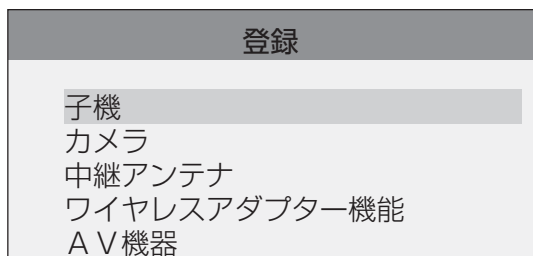 登録
子機
カメラ
中継アンテナ
ワイヤレスアダプター機能
ＡＶ機器